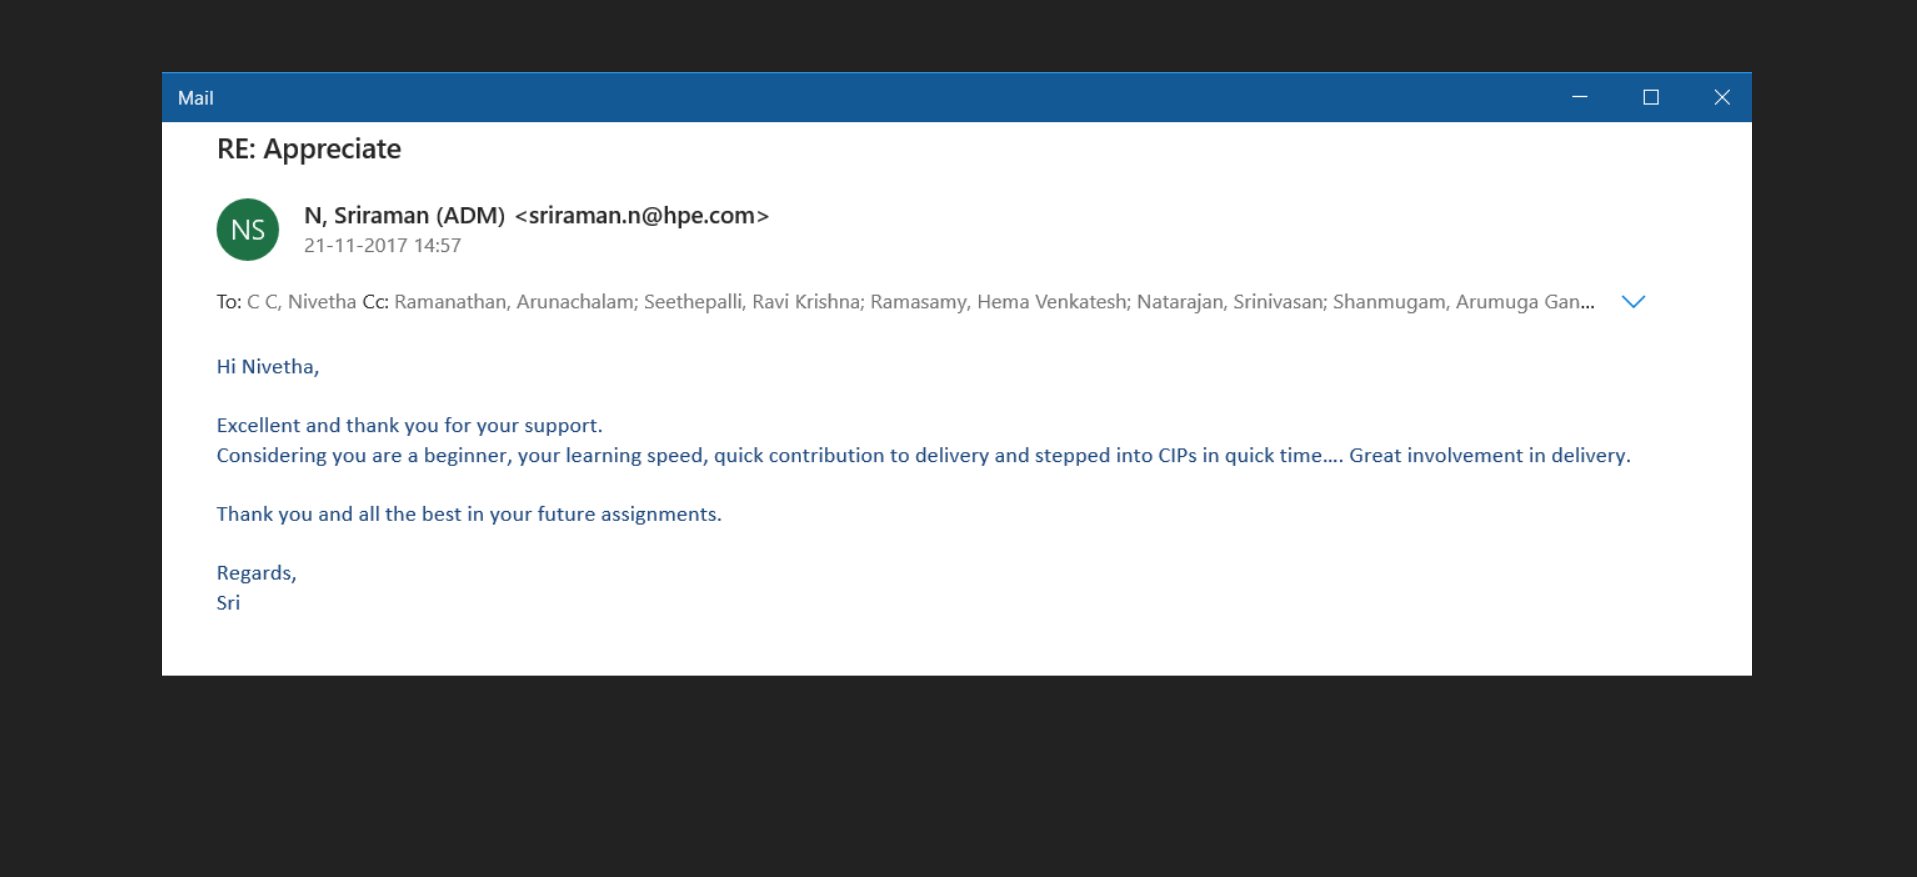 Mail
RE: Appreciate
NS
N, Sriraman (ADM) <sriraman.n@hpe.com>
21-11-2017 14:57
To: C C, Nivetha Cc: Ramanathan, Arunachalam; Seethepalli, Ravi Krishna; Ramasamy, Hema Venkatesh; Natarajan, Srinivasan; Shanmugam, Arumuga Gan...
Hi Nivetha,
Excellent and thank you for your support.
Considering you are a beginner, your learning speed, quick contribution to delivery and stepped into CIPs in quick time.... Great involvement in delivery.
Thank you and all the best in your future assignments.
Regards,
Sri